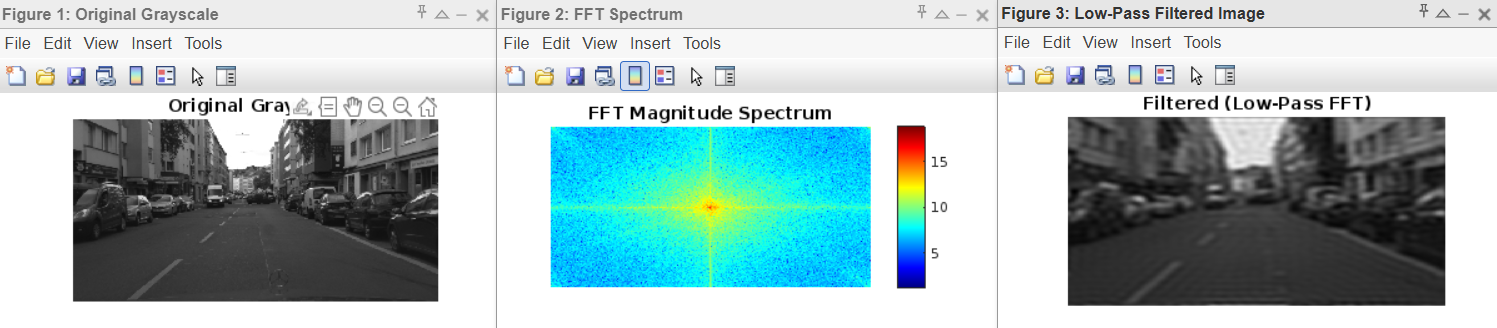 Figure 1: Original Grayscale
File Edit View Insert Tools
Original Gray
Figure 2: FFT Spectrum
File Edit View Insert Tools
FFT Magnitude Spectrum
15
10
5
Figure 3: Low-Pass Filtered Image
File Edit View Insert Tools
Filtered (Low-Pass FFT)